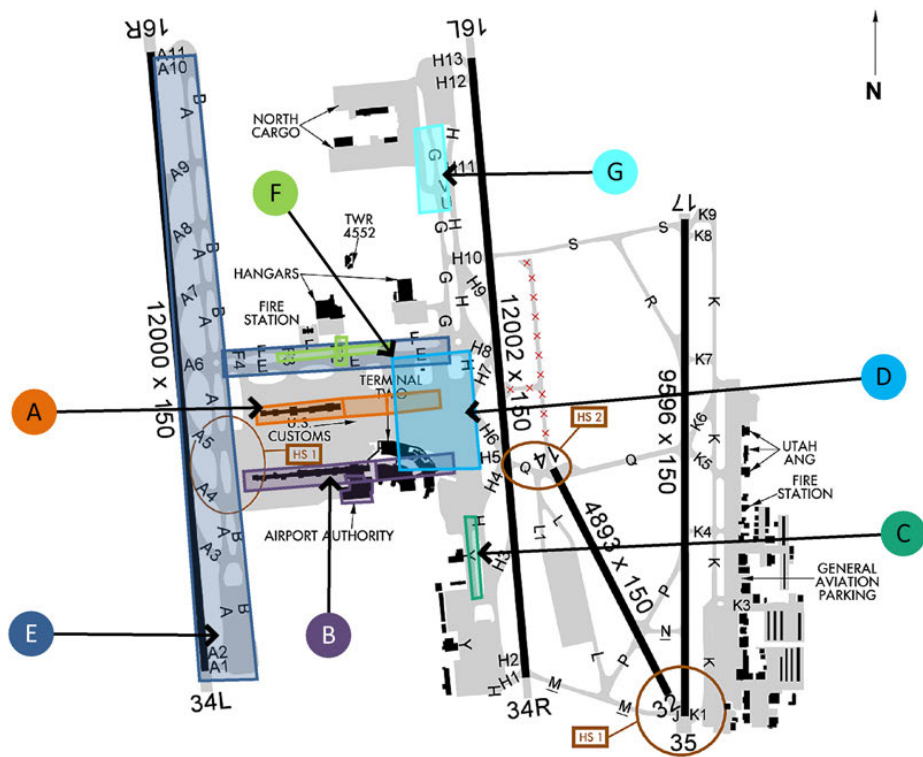 16R
16L
N
A11
A10
B
A
H13
H12
NORTH
CARGO
H
G
H11
G
A9
F
TWR
4552
H
G
17
K9
K8
S
S
A8
B
A
HANGARS
H10
G
H9
H
R
K
A7
B
A
FIRE
STATION
G
12000 x 150
12002 x 150
9596 x 150
A6
F4
E
E
H8
H
H7
K7
D
A
TERMINAL
TWO
U.S.
CUSTOMS
A
A5
HS 1
H6
H5
H4
HS 2
14
Q
Q
K6
K
K5
UTAH
ANG
A4
AIRPORT AUTHORITY
FIRE
STATION
B
A3
H
Y
H3
L1
L
4893 x 150
K4
K
C
GENERAL
AVIATION
PARKING
P
E
B
A
B
K3
N
Y
A2
A1
H2
H1
L
P
K
H
M
M
32
J
K1
34L
34R
HS 1
35